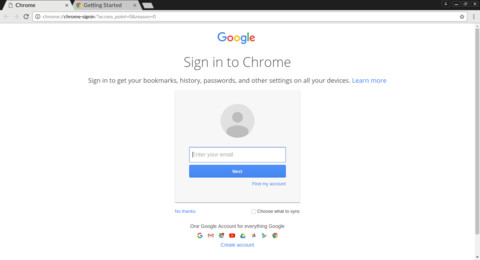 Chrome
Getting Started
chrome://chrome-signin/?access_point=0&reason=0
Google
Sign in to Chrome
Sign in to get your bookmarks, history, passwords, and other settings on all your devices. Learn more
Enter your email
Next
Find my account
No thanks
Choose what to sync
One Google Account for everything Google
Create account